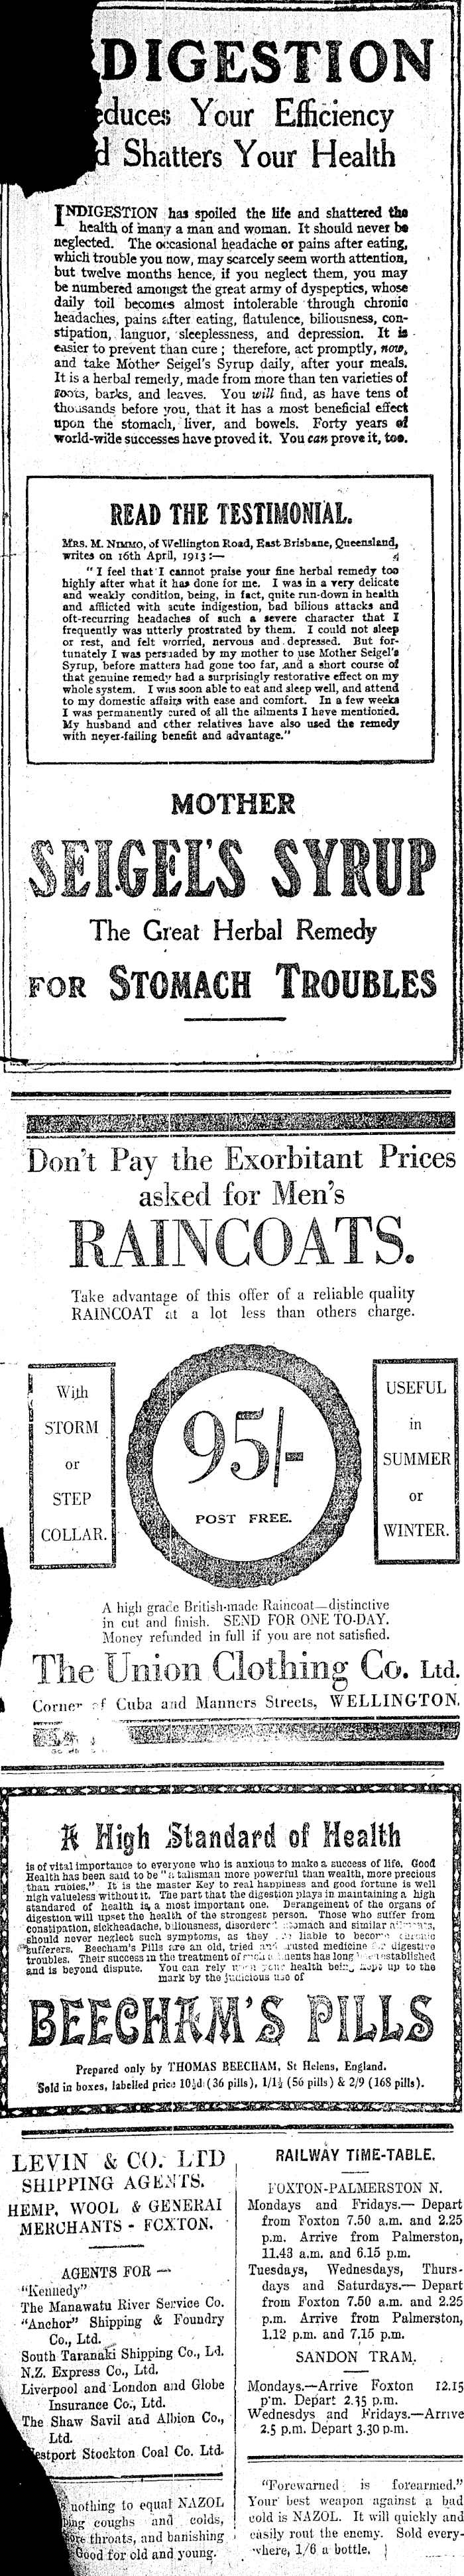 DIGESTION
educes Your Efficiency
d Shatters Your Health
INDIGESTION has spoiled the life and shattered the
health of many a man and woman. It should never be
neglected. The occasional headache or pains after eating,
which trouble you now, may scarcely seem worth attention,
but twelve months hence, if you neglect them, you may
be numbered amongst the great army of dyspeptics, whose
daily toil becomes almost intolerable through chronic
headaches, pains after eating, flatulence, biliousness, con-
stipation, languor, sleeplessness, and depression. It is
easier to prevent than cure; therefore, act promptly, now,
and take Mother Seigel's Syrup daily, after your meals.
It is a herbal remedy, made from more than ten varieties of
roots, barks, and leaves. You will find, as have tens of
thousands before you, that it has a most beneficial effect
upon the stomach, liver, and bowels. Forty years of
world-wide successes have proved it. You can prove it, too.
READ THE TESTIMONIAL.
MRS. M. NIMMO, of Wellington Road, East Brisbane, Queensland,
writes on 16th April, 1913:—
"I feel that I cannot praise your fine herbal remedy too
highly after what it has done for me. I was in a very delicate
and weakly condition, being, in fact, quite run-down in health
and afflicted with acute indigestion, bad bilious attacks and
oft-recurring headaches of such a severe character that I
frequently was utterly prostrated by them. I could not sleep
or rest, and felt worried, nervous and depressed. But for-
tunately I was persuaded by my mother to use Mother Seigel's
Syrup, before matters had gone too far, and a short course of
that genuine remedy had a surprisingly restorative effect on my
whole system. I was soon able to eat and sleep well, and attend
to my domestic affairs with ease and comfort. In a few weeks
I was permanently cured of all the ailments I have mentioned.
My husband and other relatives have also used the remedy
with never-failing benefit and advantage."
MOTHER
SEIGEL'S SYRUP
The Great Herbal Remedy
FOR STOMACH TROUBLES
Don't Pay the Exorbitant Prices
asked for Men's
RAINCOATS.
Take advantage of this offer of a reliable quality
RAINCOAT at a lot less than others charge.
With
STORM
or
STEP
COLLAR.
95/-
POST FREE.
USEFUL
in
SUMMER
or
WINTER.
A high grade British-made Raincoat—distinctive
in cut and finish. SEND FOR ONE TO-DAY.
Money refunded in full if you are not satisfied.
The Union Clothing Co. Ltd.
Corner of Cuba and Manners Streets, WELLINGTON.
A High Standard of Health
is of vital importance to everyone who is anxious to make a success of life. Good
Health has been said to be "a talisman more powerful than wealth, more precious
than rubies." It is the master Key to real happiness and good fortune is well
nigh valueless without it. The part that the digestion plays in maintaining a high
standared of health is a most important one. Derangement of the organs of
digestion will upset the health of the strongest person. Those who suffer from
constipation, sickheadache, biliousness, disordered stomach and similar ailments,
should never neglect such symptoms, as they are liable to become chronic
sufferers. Beecham's Pills are an old, tried and trusted medicine for digestive
troubles. Their success in the treatment of ailments has long established
and is beyond dispute. You can rely upon your health being kept up to the
mark by the judicious use of
BEECHAM'S PILLS
Prepared only by THOMAS BEECHAM, St Helens, England.
Sold in boxes, labelled price 10½d (36 pills), 1/1½ (56 pills) & 2/9 (168 pills).
LEVIN & CO. LTD
SHIPPING AGENTS.
HEMP, WOOL & GENERAL
MERCHANTS - FOXTON.
AGENTS FOR —
"Kennedy"
The Manawatu River Service Co.
"Anchor" Shipping & Foundry
Co., Ltd.
South Taranaki Shipping Co., Ld.
N.Z. Express Co., Ltd.
Liverpool and London and Globe
Insurance Co., Ltd.
The Shaw Savil and Albion Co.,
Ltd.
estport Stockton Coal Co. Ltd.
nothing to equal NAZOL
coughs and colds,
throats, and banishing
Good for old and young.
RAILWAY TIME-TABLE.
FOXTON-PALMERSTON N.
Mondays and Fridays.— Depart
from Foxton 7.50 a.m. and 2.25
p.m. Arrive from Palmerston,
11.43 a.m. and 6.15 p.m.
Tuesdays, Wednesdays, Thurs-
days and Saturdays.— Depart
from Foxton 7.50 a.m. and 2.25
p.m. Arrive from Palmerston,
1.12 p.m. and 7.15 p.m.
SANDON TRAM.
Mondays.—Arrive Foxton 12.15
p'm. Depart 2.35 p.m.
Wednesdys and Fridays.—Arrive
2.5 p.m. Depart 3.30 p.m.
"Forewarned is forearmed."
Your best weapon against a bad
cold is NAZOL. It will quickly and
easily rout the enemy. Sold every-
where, 1/6 a bottle.